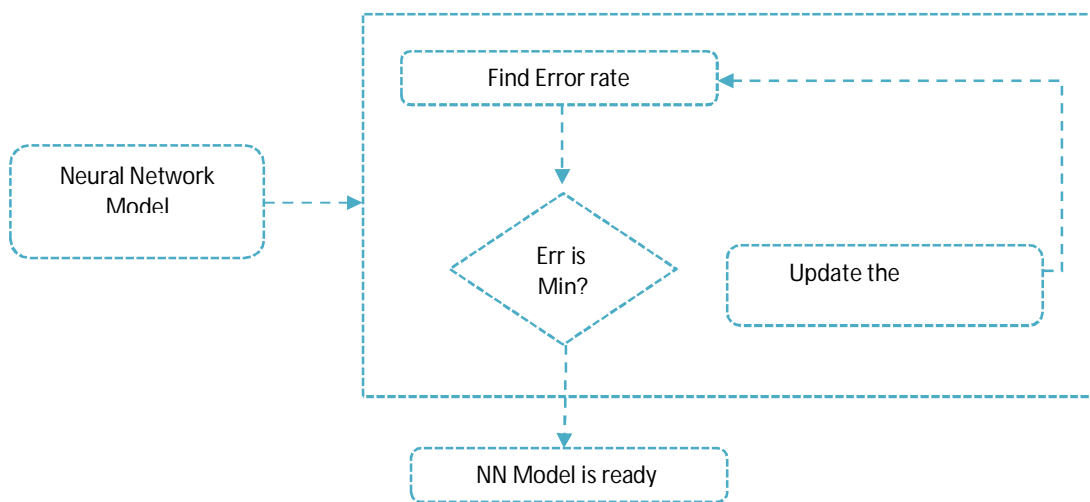 Find Error rate
Neural Network
Model
Err is
Min?
Update the
NN Model is ready